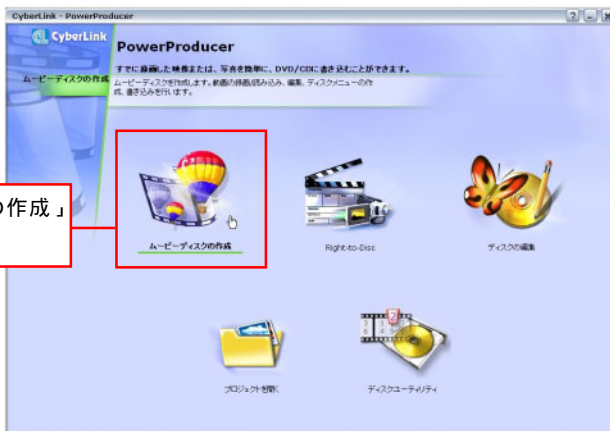 CyberLink - PowerProducer
CyberLink
PowerProducer
すでに録画した映像または、写真を簡単に、DVD/CDに書き込むことができます。
ムービーディスクの作成
ムービーディスクを作成します。動画の録画/読み込み、編集、ディスクメニューの作
成、書き込みを行います。
の作成」
ムービーディスクの作成
Right-to-Disc
ディスクの編集
プロジェクトを開く
ディスクユーティリティ